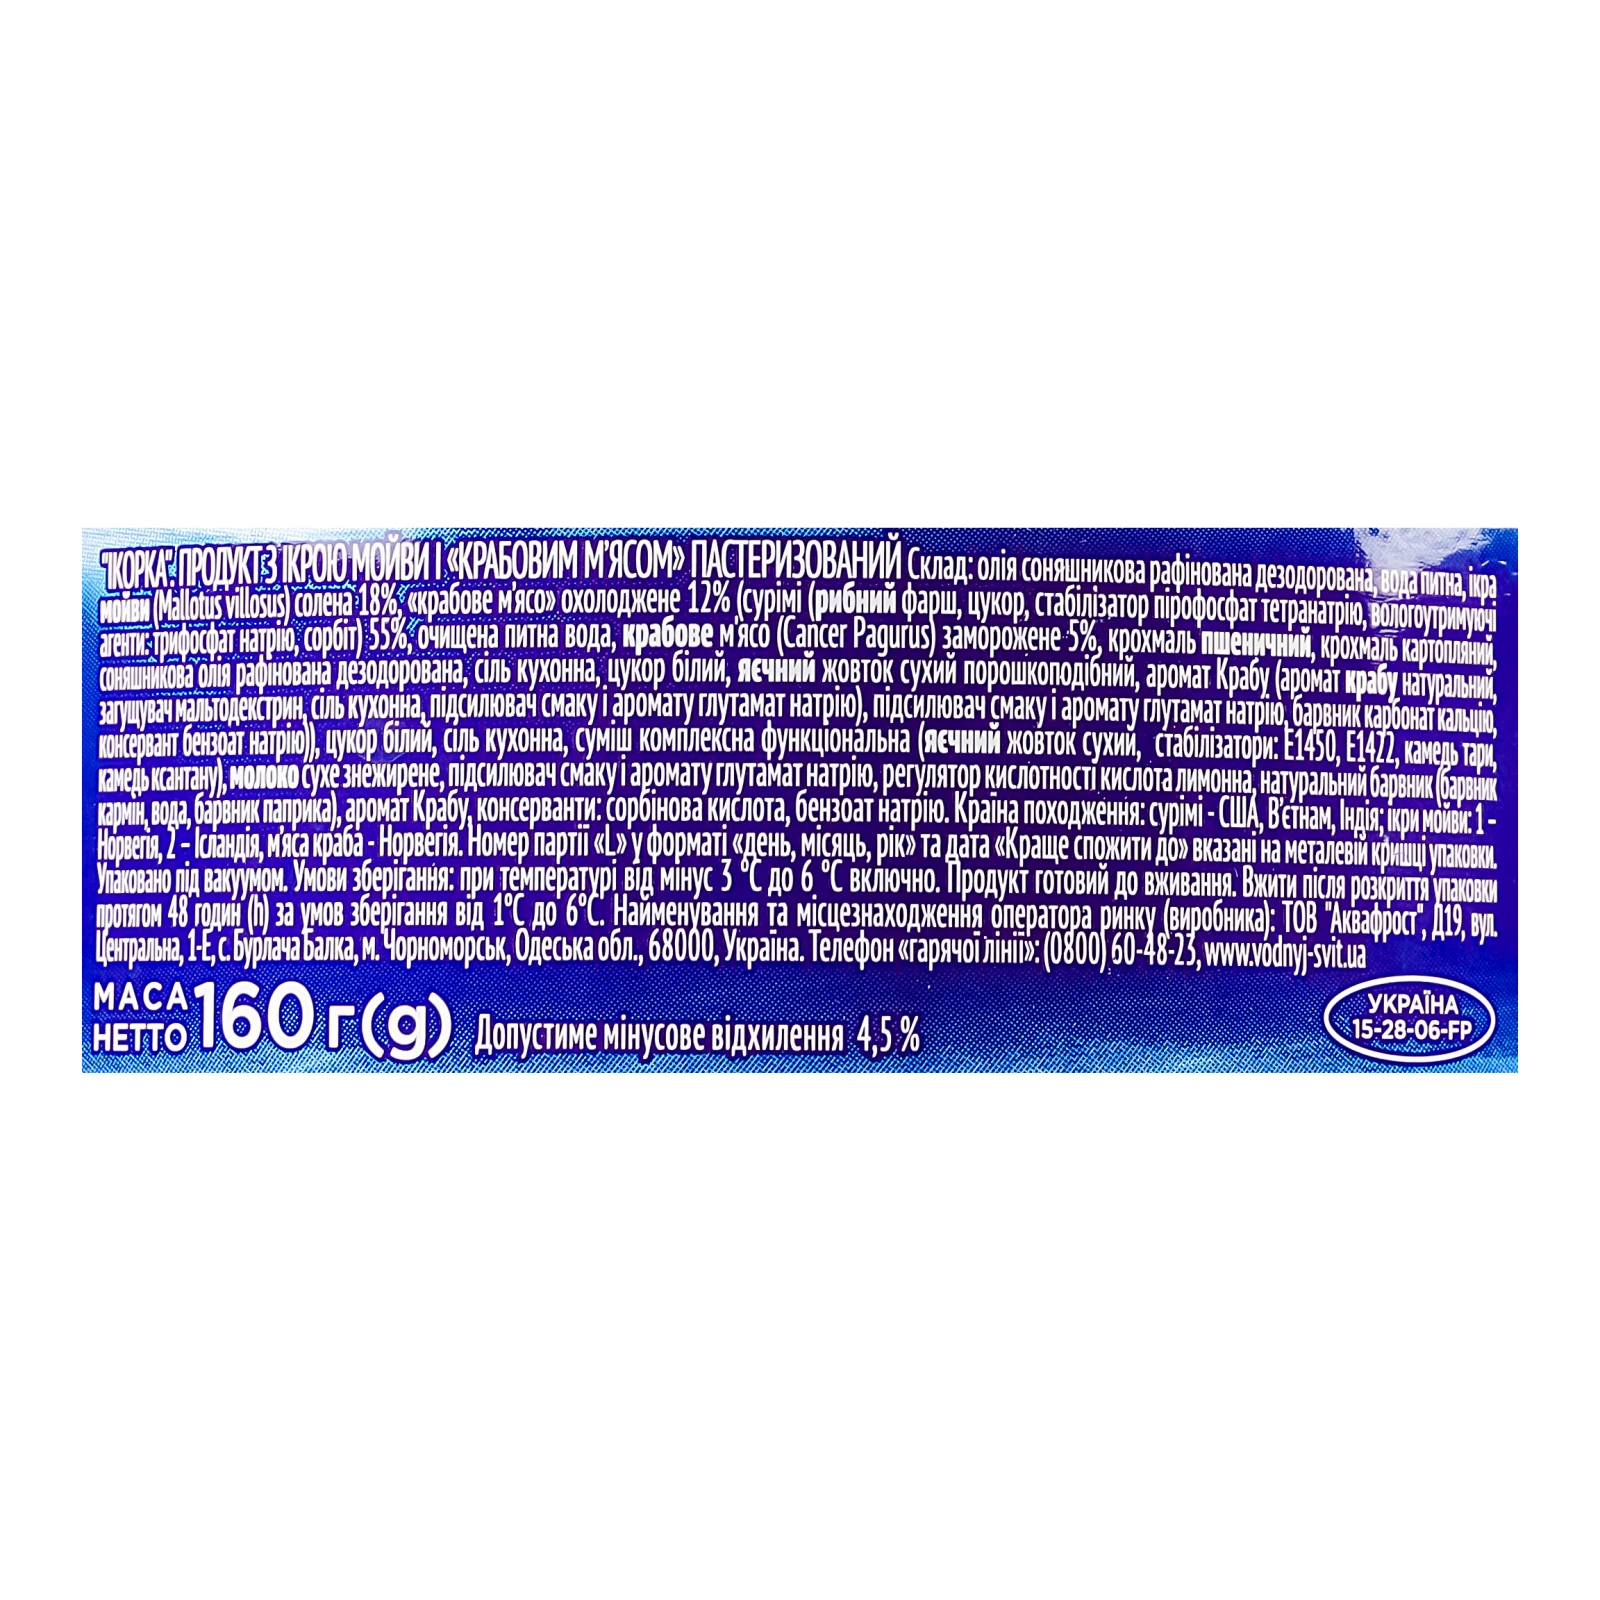 "ІКОРКА". ПРОДУКТ З ІКРОЮ МОЙВИ І «КРАБОВИМ М'ЯСОМ» ПАСТЕРИЗОВАНИЙ Склад: олія соняшникова рафінована дезодорована, вода питна, ікра
мойви (Mallotus villosus) солена 18%, «крабове м'ясо» охолоджене 12% (сурімі (рибний фарш, цукор, стабілізатор пірофосфат тетранатрію, вологоутримуючі
агенти: трифосфат натрію, сорбіт) 55%, очищена питна вода, крабове м'ясо (Cancer Pagurus) заморожене 5%, крохмаль пшеничний, крохмаль картопляний,
соняшникова олія рафінована дезодорована, сіль кухонна, цукор білий, яєчний жовток сухий порошкоподібний, аромат Крабу (аромат крабу натуральний,
загущувач мальтодекстрин, сіль кухонна, підсилювач смаку і аромату глутамат натрію), підсилювач смаку і аромату глутамат натрію, барвник карбонат кальцію,
консервант бензоат натрію)), цукор білий, сіль кухонна, суміш комплексна функціональна (яєчний жовток сухий, стабілізатори: Е1450, Е1422, камедь тари,
камедь ксантану), молоко сухе знежирене, підсилювач смаку і аромату глутамат натрію, регулятор кислотності кислота лимонна, натуральний барвник (барвник
кармін, вода, барвник паприка), аромат Крабу, консерванти: сорбінова кислота, бензоат натрію. Країна походження: сурімі - США, В'єтнам, Індія; ікри мойви: 1 –
Норвегія, 2 – Ісландія, м'яса краба - Норвегія. Номер партії «L» у форматі «день, місяць, рік» та дата «Краще спожити до» вказані на металевій кришці упаковки.
Упаковано під вакуумом. Умови зберігання: при температурі від мінус 3 °C до 6 °C включно. Продукт готовий до вживання. Вжити після розкриття упаковки
протягом 48 годин (h) за умов зберігання від 1°C до 6°C. Найменування та місцезнаходження оператора ринку (виробника): ТОВ "Аквафрост", Д19, вул.
Центральна, 1-Е, с. Бурлача Балка, м. Чорноморськ, Одеська обл., 68000, Україна. Телефон «гарячої лінії»: (0800) 60-48-23, www.vodnyj-svit.ua
МАСА НЕТТО 160 г (g) Допустиме мінусове відхилення 4,5 %
УКРАЇНА
15-28-06-FP